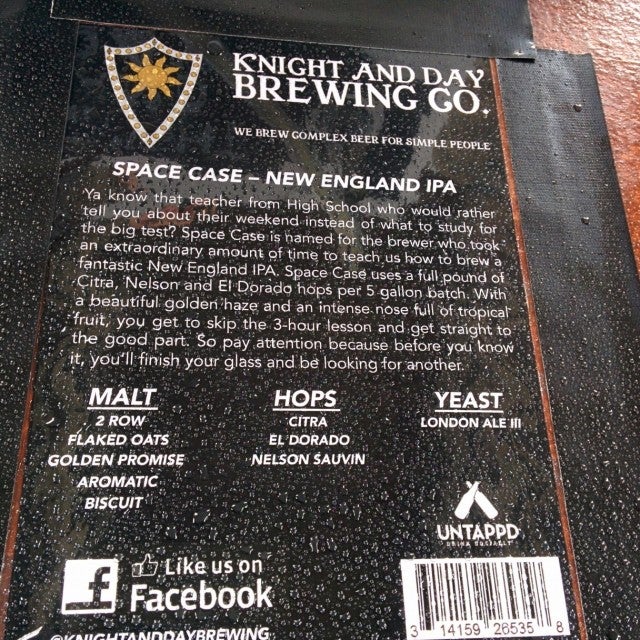 KNIGHT AND DAY
BREWING CO.
WE BREW COMPLEX BEER FOR SIMPLE PEOPLE
SPACE CASE – NEW ENGLAND IPA
Ya know that teacher from High School who would rather
tell you about their weekend instead of what to study for
the big test? Space Case is named for the brewer who took
an extraordinary amount of time to teach us how to brew a
fantastic New England IPA. Space Case uses a full pound of
Citra, Nelson and El Dorado hops per 5 gallon batch. With
a beautiful golden haze and an intense nose full of tropical
fruit, you get to skip the 3-hour lesson and get straight to
the good part. So pay attention because before you know
it, you'll finish your glass and be looking for another.
MALT
2 ROW
FLAKED OATS
GOLDEN PROMISE
AROMATIC
BISCUIT
HOPS
CITRA
EL DORADO
NELSON SAUVIN
YEAST
LONDON ALE III
UNTAPPD
DRINK SOCIALLY
f
Like us on
Facebook
@KNIGHTANDDAYBREWING
3 14159 26535 8